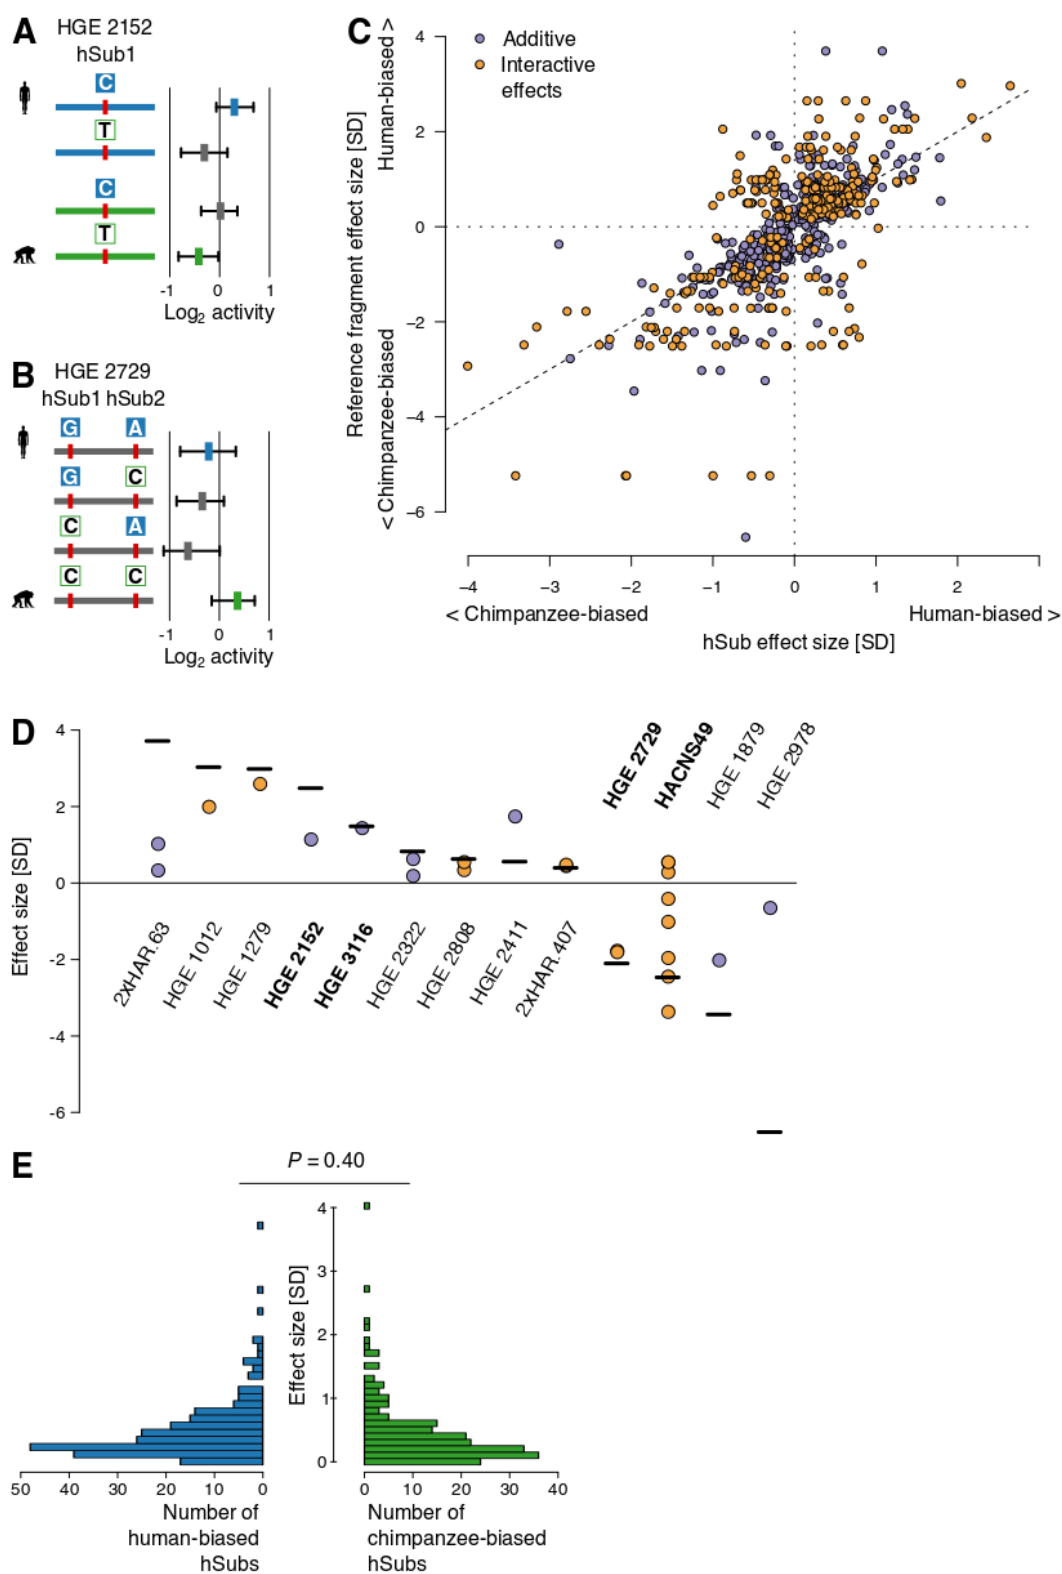 A
HGE 2152
hSub1
C
T
C
T
-1 0 1
Log2 activity
B
HGE 2729
hSub1 hSub2
G A
G C
C A
C C
-1 0 1
Log2 activity
C
Additive
Interactive
effects
Reference fragment effect size [SD]
< Chimpanzee-biased
Human-biased >
4
2
0
−2
−4
−6
−4 −3 −2 −1 0 1 2
< Chimpanzee-biased
Human-biased >
hSub effect size [SD]
D
Effect size [SD]
4
2
0
-2
-4
-6
2xHAR.63
HGE 1012
HGE 1279
HGE 2152
HGE 3116
HGE 2322
HGE 2808
HGE 2411
2xHAR.407
HGE 2729
HACNS49
HGE 1879
HGE 2978
E
P = 0.40
Effect size [SD]
4
3
2
1
0
50 40 30 20 10 0
Number of
human-biased
hSubs
0 10 20 30 40
Number of
chimpanzee-biased
hSubs